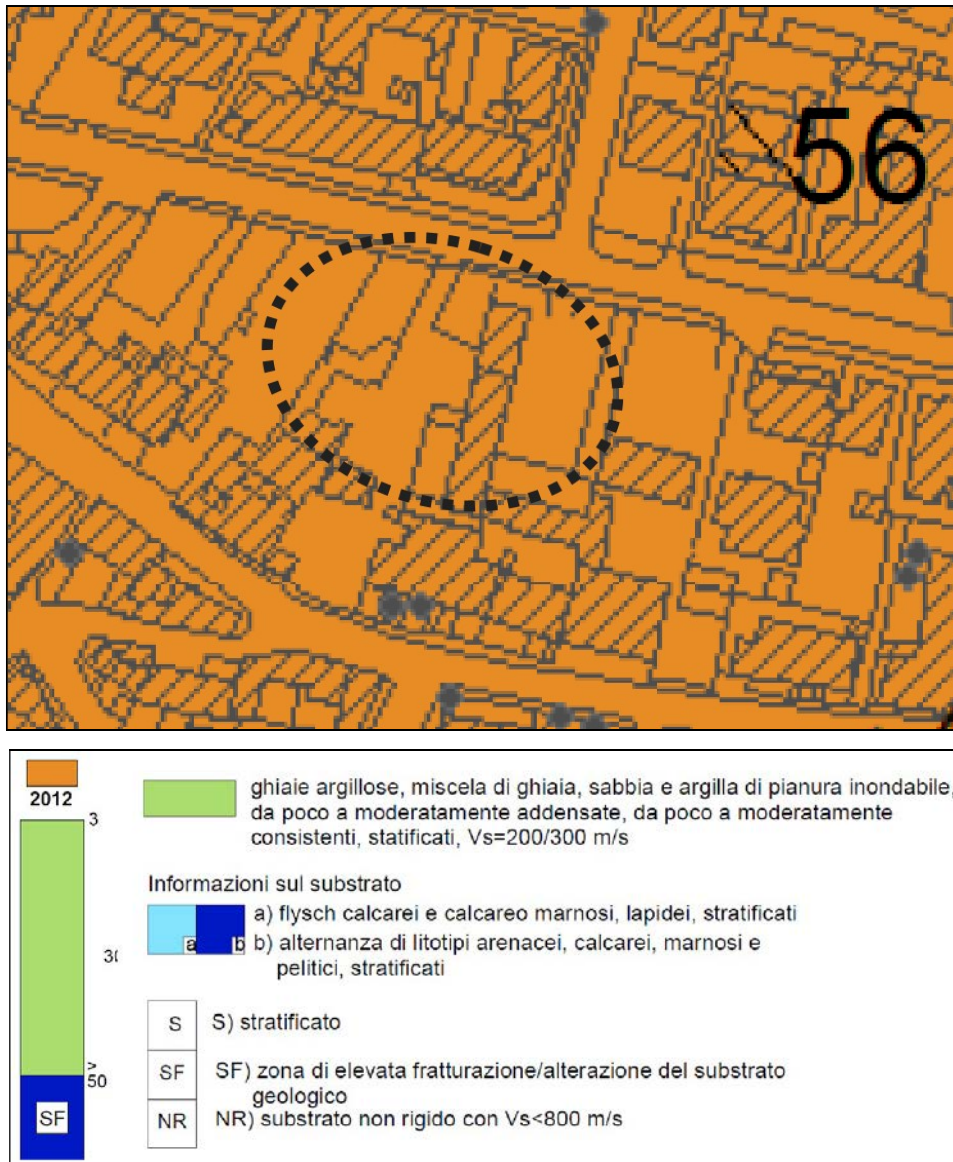 56
2012
3
30
>
50
SF
ghiaie argillose, miscela di ghiaia, sabbia e argilla di pianura inondabile,
da poco a moderatamente addensate, da poco a moderatamente
consistenti, statificati, Vs=200/300 m/s
Informazioni sul substrato
a
b
a) flysch calcarei e calcareo marnosi, lapidei, stratificati
b) alternanza di litotipi arenacei, calcarei, marnosi e
pelitici, stratificati
S
S) stratificato
SF
SF) zona di elevata fratturazione/alterazione del substrato
geologico
NR
NR) substrato non rigido con Vs<800 m/s